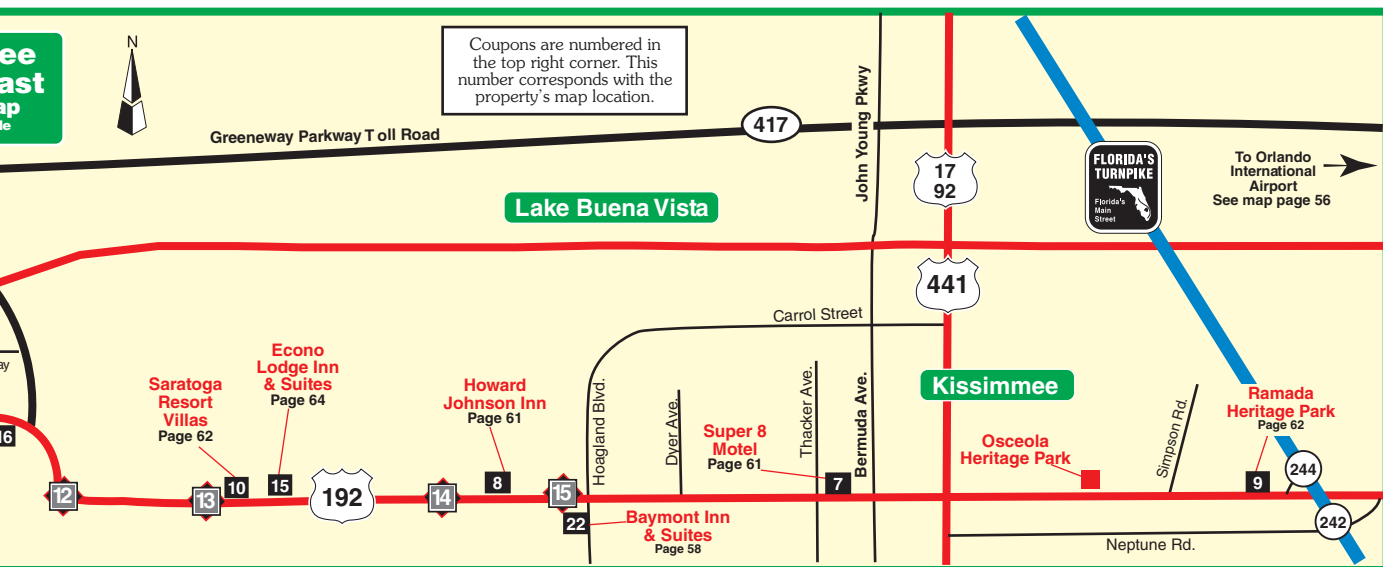 ee
ast
ap
le
N
Coupons are numbered in
the top right corner. This
number corresponds with the
property's map location.
John Young Pkwy
Greeneway Parkway T oll Road
417
17
92
FLORIDA'S
TURNPIKE
Florida's
Main
Street
To Orlando
International
Airport
See map page 56
Lake Buena Vista
441
Carrol Street
ay
Econo
Lodge Inn
& Suites
Page 64
Saratoga
Resort
Villas
Page 62
Howard
Johnson Inn
Page 61
Hoagland Blvd.
Dyer Ave.
Super 8
Motel
Page 61
Thacker Ave.
Bermuda Ave.
Kissimmee
Osceola
Heritage Park
Simpson Rd.
Ramada
Heritage Park
Page 62
16
12
13
10
15
192
14
8
15
7
9
244
22
Baymont Inn
& Suites
Page 58
242
Neptune Rd.